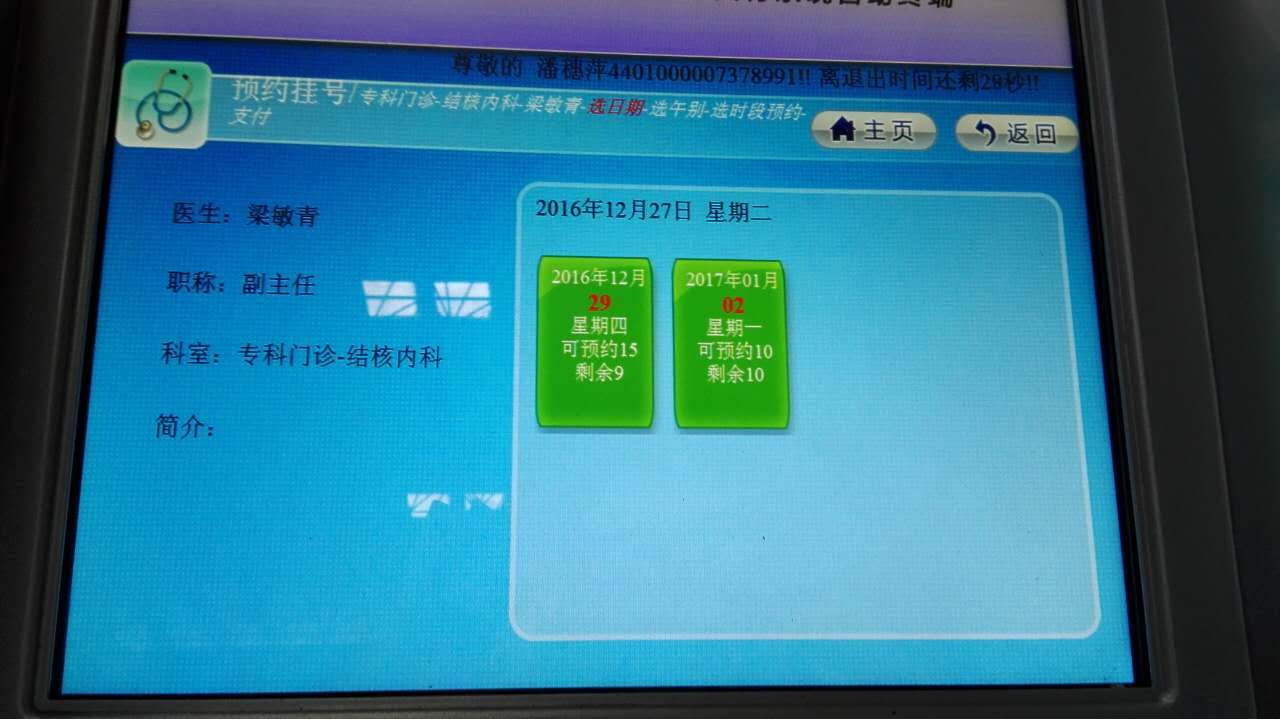 自助终端
尊敬的 潘穗萍4401000007378991!! 离退出时间还剩28秒!!
预约挂号/专科门诊-结核内科-梁敏青-选日期-选午别-选时段预约-
支付
主页
返回
医生：梁敏青
职称：副主任
科室：专科门诊-结核内科
简介：
2016年12月27日 星期二
2016年12月
29
星期四
可预约15
剩余9
2017年01月
02
星期一
可预约10
剩余10